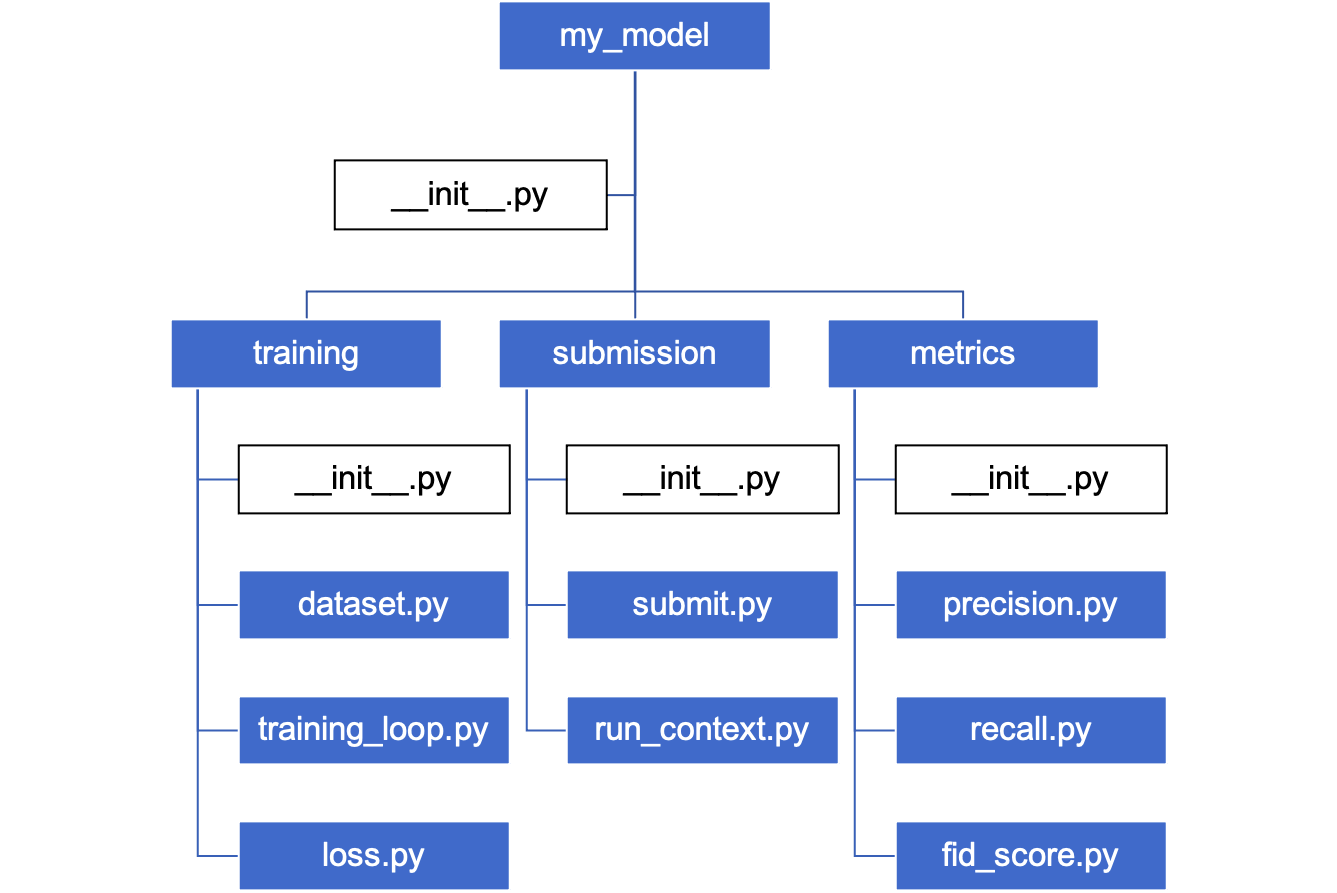 my_model
__init__.py
training
submission
metrics
__init__.py
__init__.py
__init__.py
dataset.py
submit.py
precision.py
training_loop.py
run_context.py
recall.py
loss.py
fid_score.py